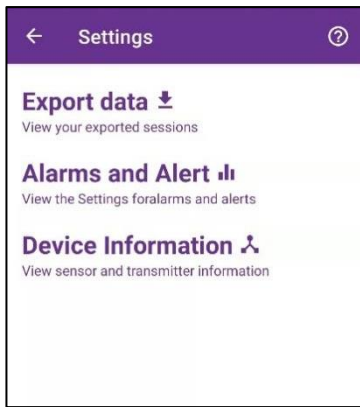 Settings
Export data
View your exported sessions
Alarms and Alert
View the Settings foralarms and alerts
Device Information
View sensor and transmitter information